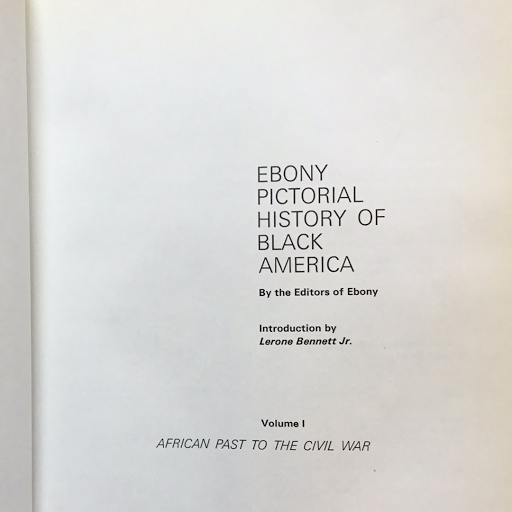 EBONY
PICTORIAL
HISTORY OF
BLACK
AMERICA
By the Editors of Ebony
Introduction by
Lerone Bennett Jr.
Volume I
AFRICAN PAST TO THE CIVIL WAR